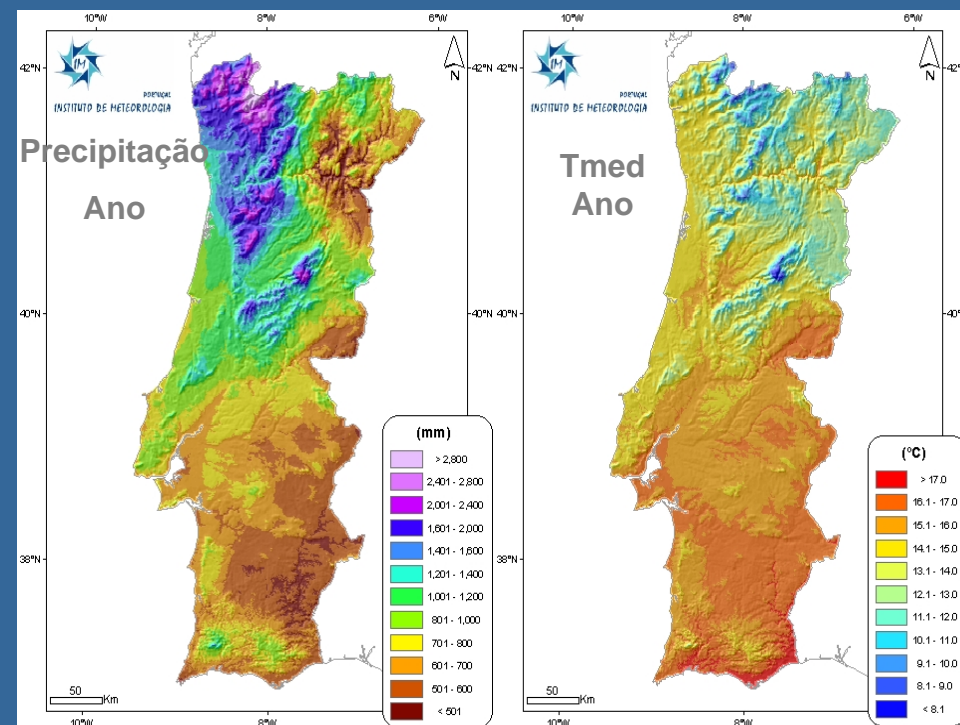 10°W 8°W 6°W
42°N 42°N
PORTUGAL
INSTITUTO DE METEOROLOGIA
Precipitação
Ano
N
40°N 40°N
38°N 38°N
(mm)
> 2,800
2,401 - 2,800
2,001 - 2,400
1,601 - 2,000
1,401 - 1,600
1,201 - 1,400
1,001 - 1,200
801 - 1,000
701 - 800
601 - 700
501 - 600
< 501
50
Km
10°W 8°W
10°W 8°W 6°W
42°N
IM
PORTUGAL
INSTITUTO DE METEOROLOGIA
Tmed
Ano
N
40°
(°C)
> 17.0
16.1 - 17.0
15.1 - 16.0
14.1 - 15.0
13.1 - 14.0
12.1 - 13.0
11.1 - 12.0
10.1 - 11.0
9.1 - 10.0
8.1 - 9.0
< 8.1
50
Km
10°W 8°W